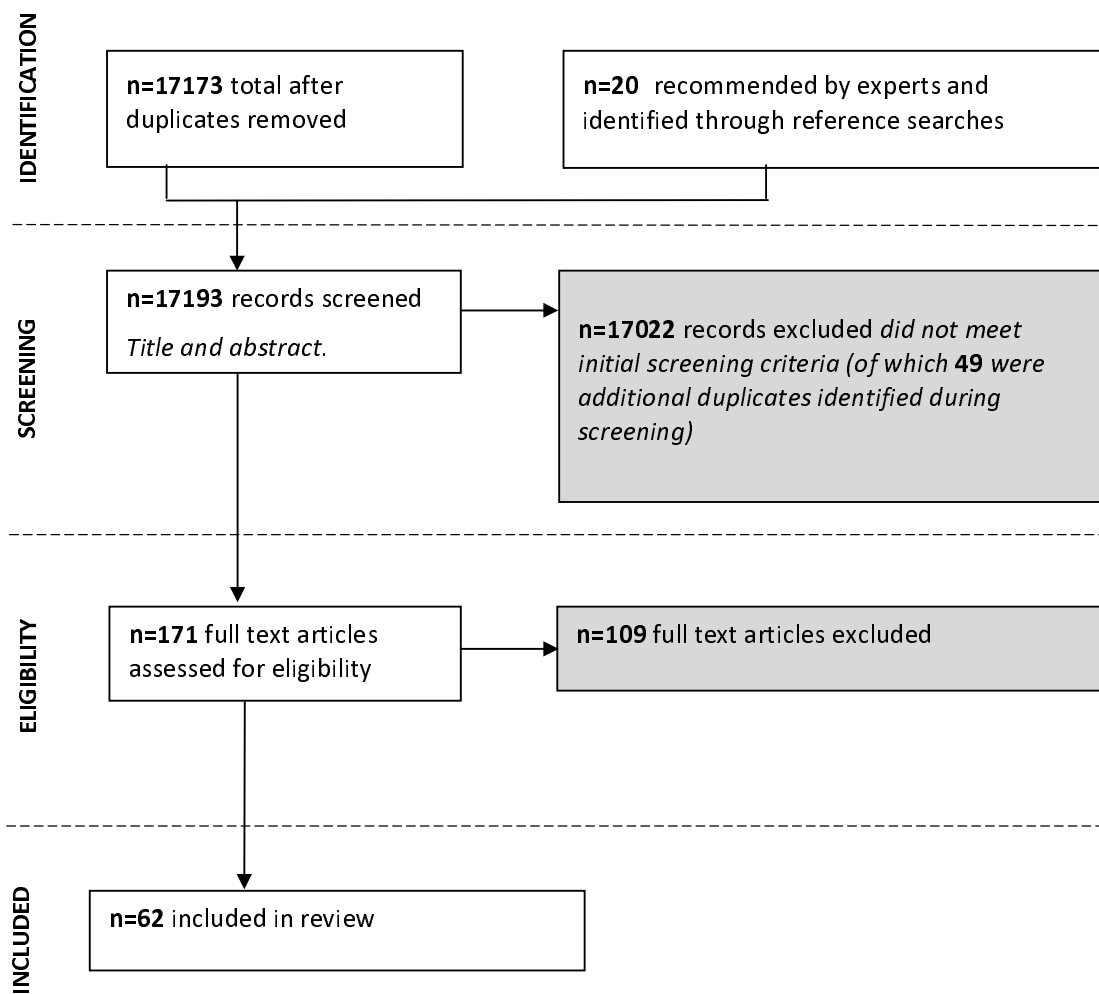 IDENTIFICATION
n=17173 total after
duplicates removed
n=20 recommended by experts and
identified through reference searches
SCREENING
n=17193 records screened
Title and abstract.
n=17022 records excluded did not meet
initial screening criteria (of which 49 were
additional duplicates identified during
screening)
ELIGIBILITY
n=171 full text articles
assessed for eligibility
n=109 full text articles excluded
INCLUDED
n=62 included in review